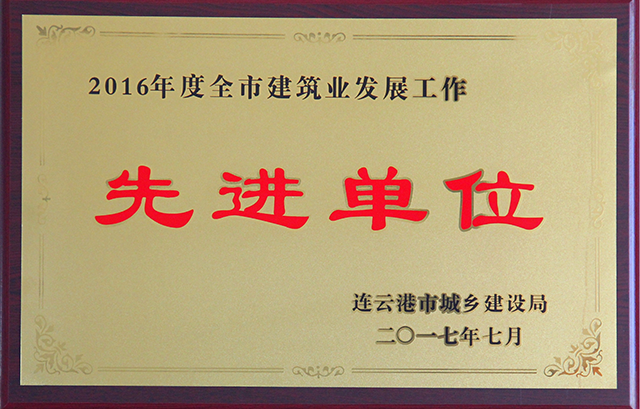 2016年度全市建筑业发展工作
先进单位
连云港市城乡建设局
二〇一七年七月